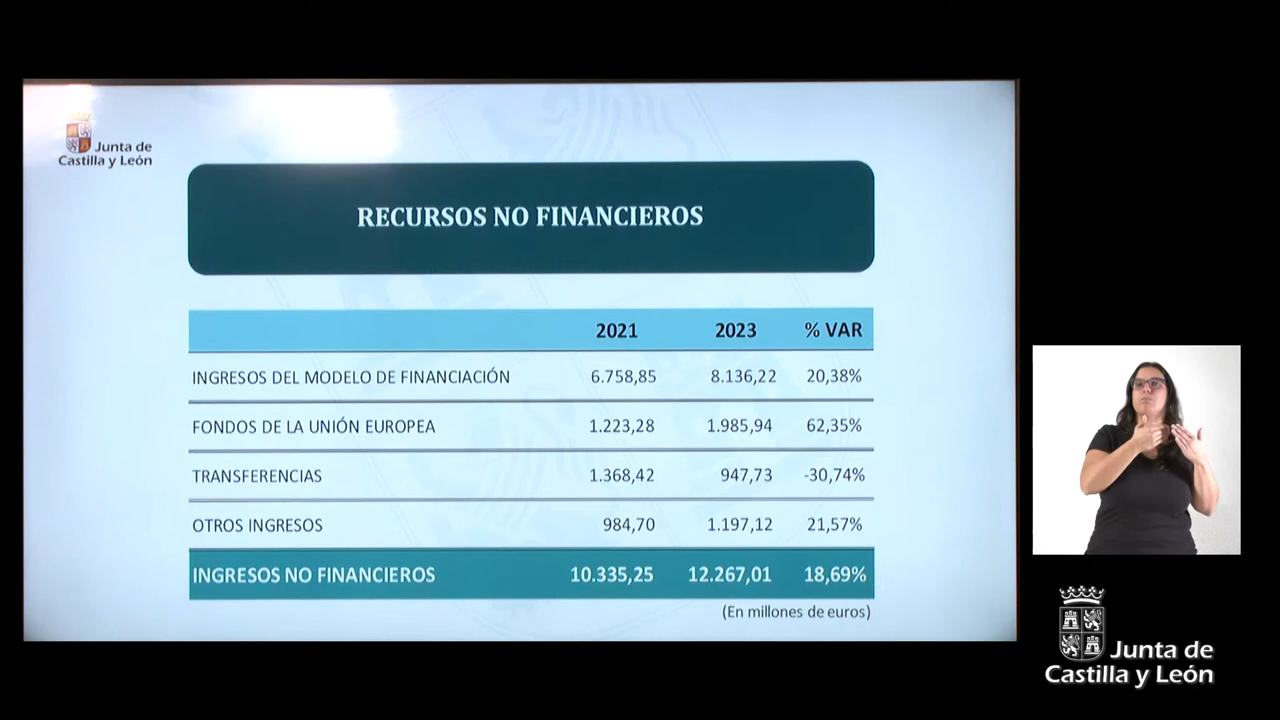 Junta de
Castilla y León
RECURSOS NO FINANCIEROS
2021 2023 % VAR
INGRESOS DEL MODELO DE FINANCIACIÓN 6.758,85 8.136,22 20,38%
FONDOS DE LA UNIÓN EUROPEA 1.223,28 1.985,94 62,35%
TRANSFERENCIAS 1.368,42 947,73 -30,74%
OTROS INGRESOS 984,70 1.197,12 21,57%
INGRESOS NO FINANCIEROS 10.335,25 12.267,01 18,69%
(En millones de euros)
Junta de
Castilla y León